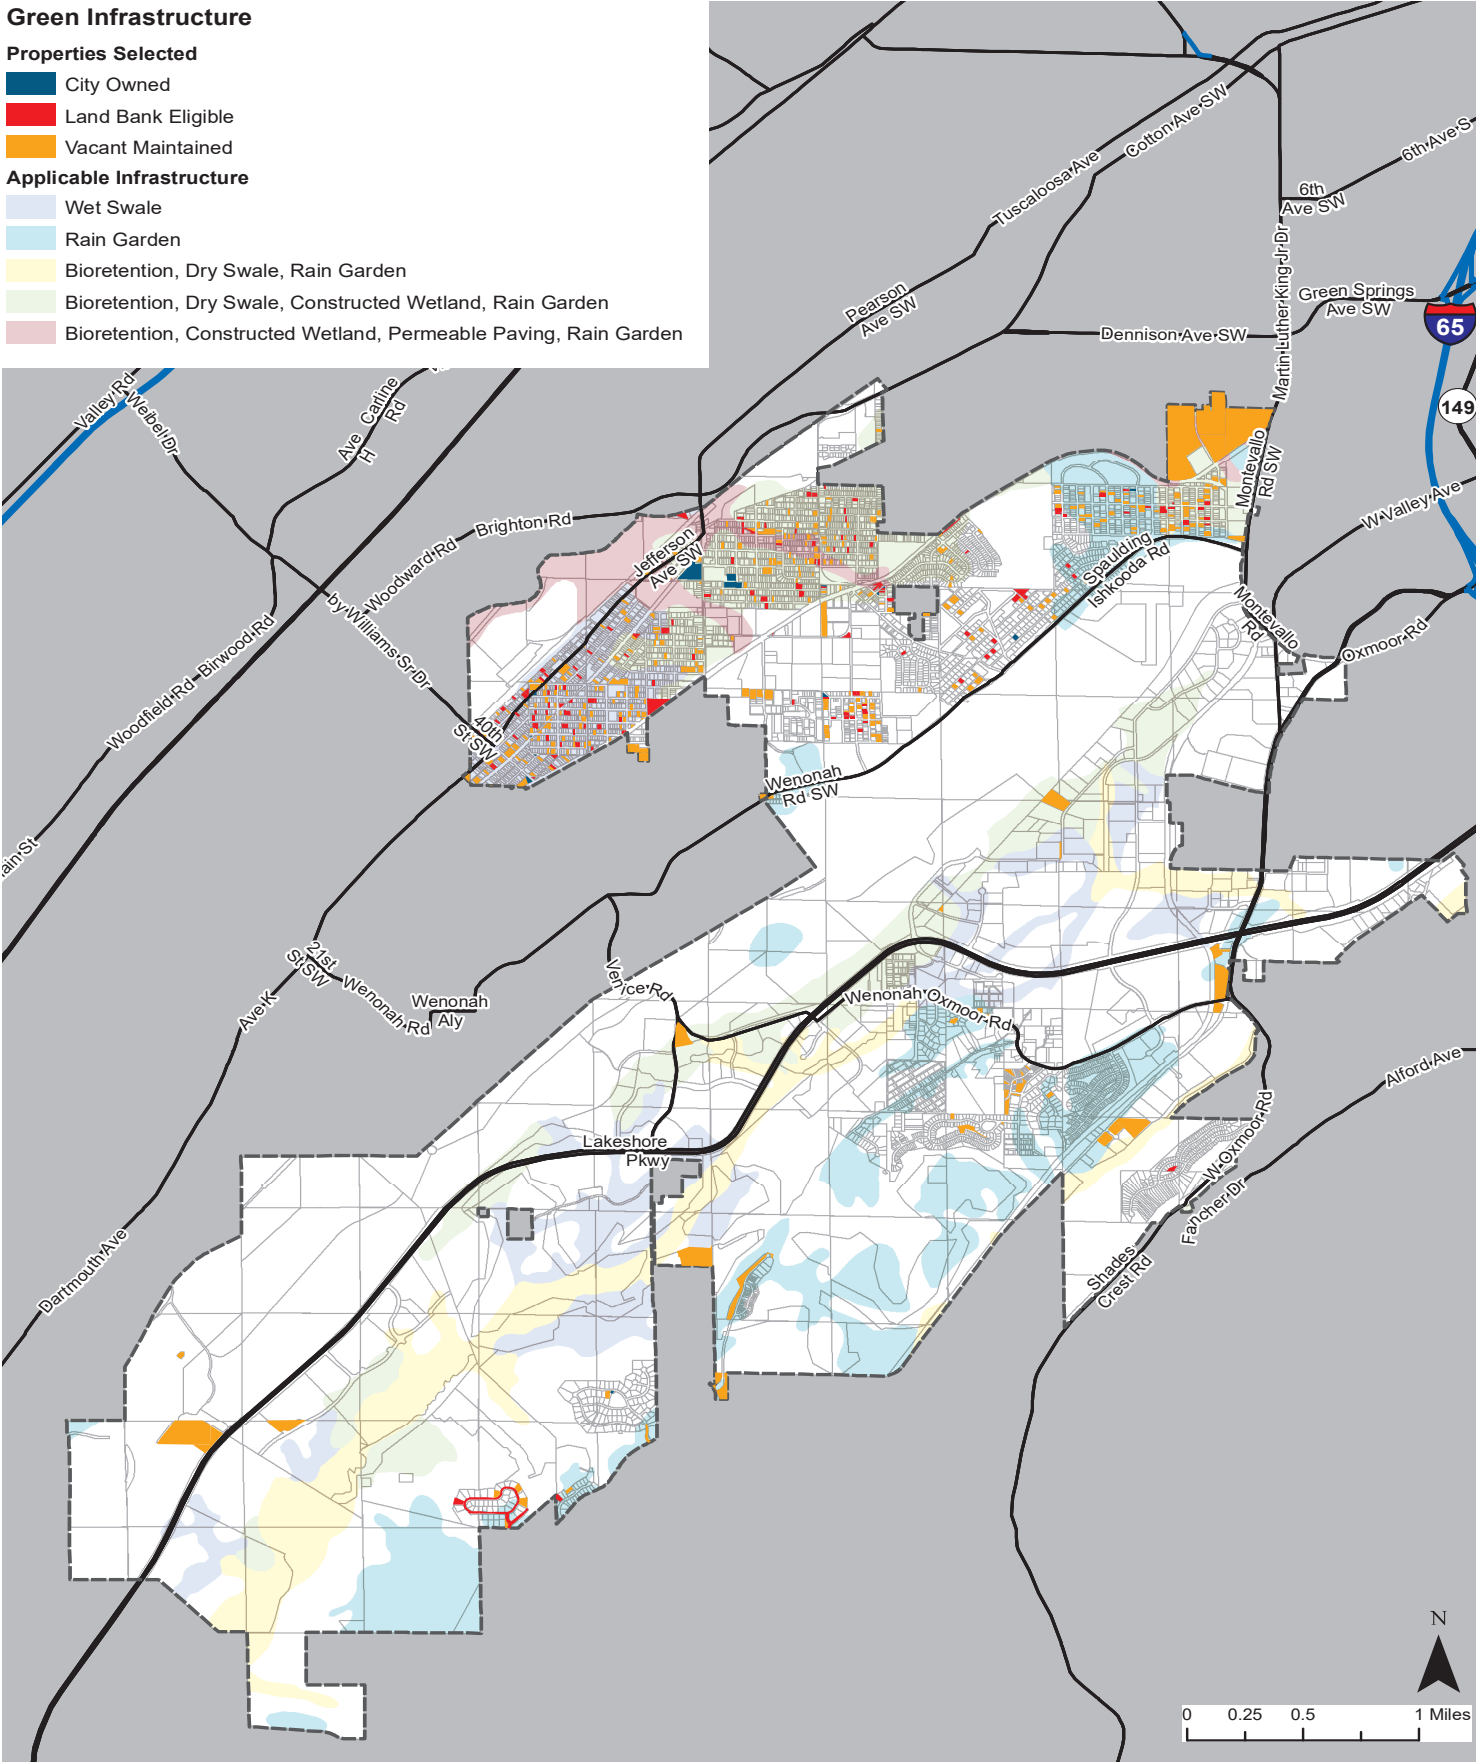 Green Infrastructure
Properties Selected
City Owned
Land Bank Eligible
Vacant Maintained
Applicable Infrastructure
Wet Swale
Rain Garden
Bioretention, Dry Swale, Rain Garden
Bioretention, Dry Swale, Constructed Wetland, Rain Garden
Bioretention, Constructed Wetland, Permeable Paving, Rain Garden
Cotton Ave SW
Tuscaloosa Ave
6th Ave S
6th
Ave SW
Martin Luther King Jr Dr
Pearson
Ave SW
Green Springs
Ave SW
65
Dennison Ave SW
149
Valley Rd
Weibel Dr
Carline
Rd
Ave
H
Montevallo
Rd SW
W Valley Ave
Brighton Rd
Jefferson
Ave SW
Woodward Rd
Spaulding
Ishkooda Rd
by Williams Sr Dr
Birwood Rd
Woodfield Rd
Montevallo
Rd
Oxmoor Rd
40th
St SW
Wenonah
Rd SW
ain St
21st
St SW
Wenonah Rd
Wenonah
Aly
Venice Rd
Ave K
Wenonah Oxmoor Rd
Alford Ave
Lakeshore
Pkwy
W Oxmoor Rd
Fancher Dr
Shades
Crest Rd
Dartmouth Ave
N
0 0.25 0.5 1 Miles